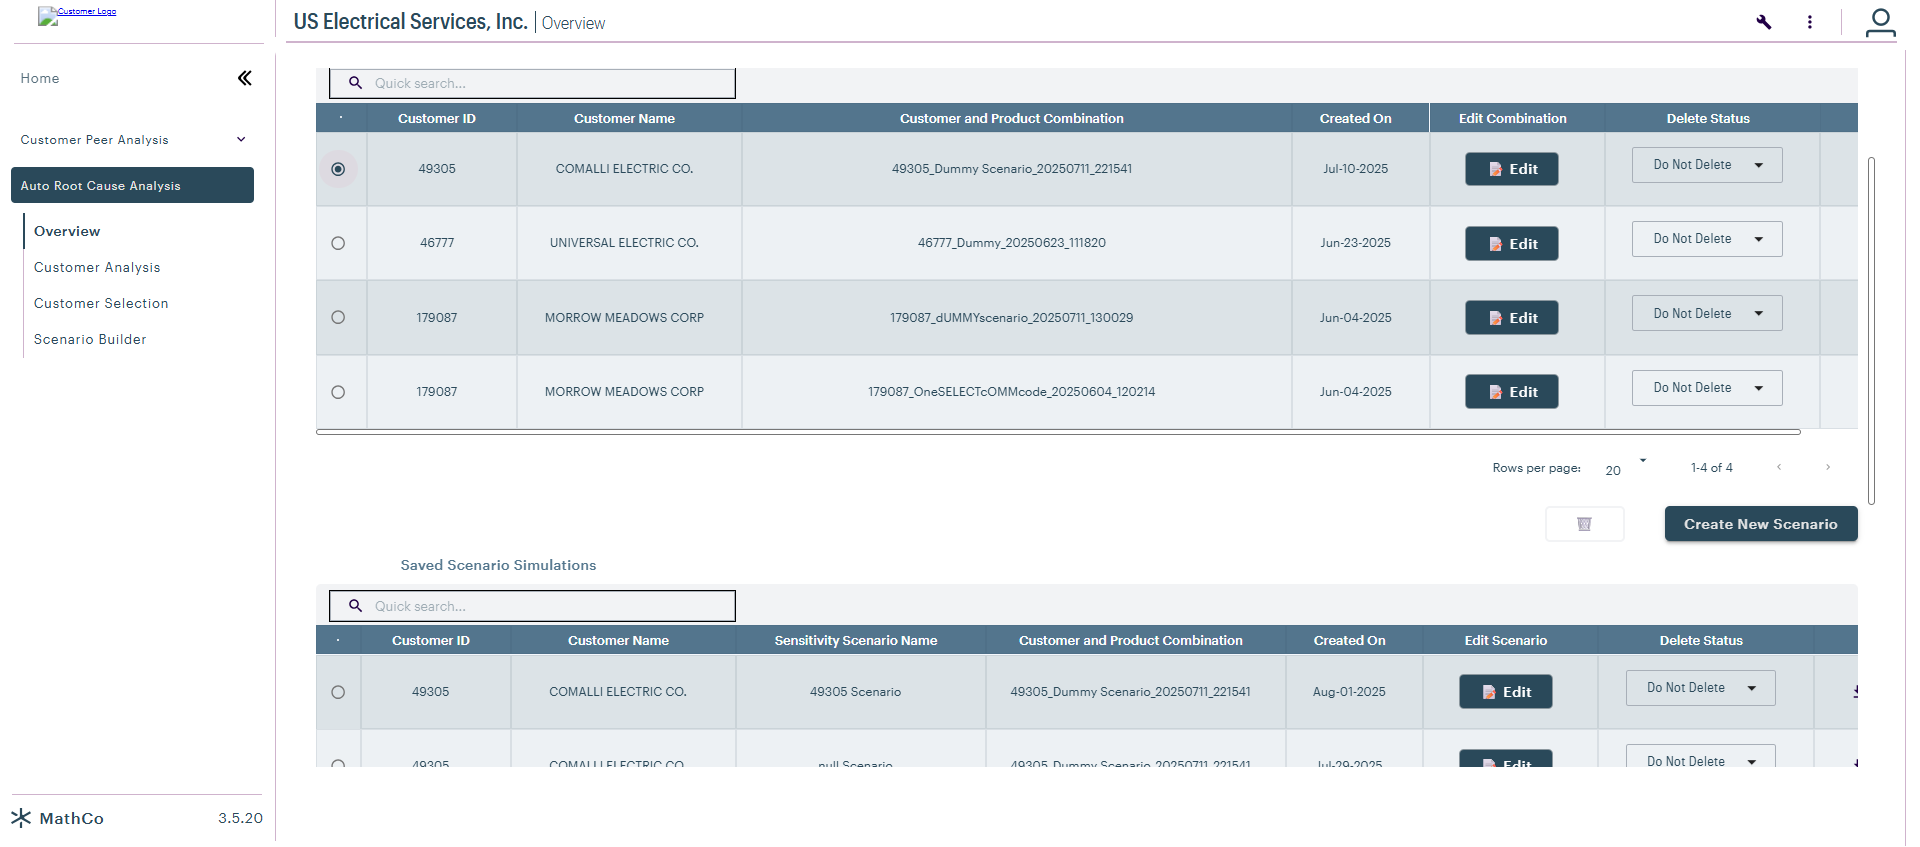 Customer Logo
US Electrical Services, Inc. | Overview
Home
Customer Peer Analysis
Auto Root Cause Analysis
Overview
Customer Analysis
Customer Selection
Scenario Builder
MathCo 3.5.20
Quick search...
Customer ID Customer Name Customer and Product Combination Created On Edit Combination Delete Status
49305 COMALLI ELECTRIC CO. 49305_Dummy Scenario_20250711_221541 Jul-10-2025 Edit Do Not Delete
46777 UNIVERSAL ELECTRIC CO. 46777_Dummy_20250623_111820 Jun-23-2025 Edit Do Not Delete
179087 MORROW MEADOWS CORP 179087_dUMMYscenario_20250711_130029 Jun-04-2025 Edit Do Not Delete
179087 MORROW MEADOWS CORP 179087_OneSELECTcOMMcode_20250604_120214 Jun-04-2025 Edit Do Not Delete
Rows per page: 20 1-4 of 4
Create New Scenario
Saved Scenario Simulations
Quick search...
Customer ID Customer Name Sensitivity Scenario Name Customer and Product Combination Created On Edit Scenario Delete Status
49305 COMALLI ELECTRIC CO. 49305 Scenario 49305_Dummy Scenario_20250711_221541 Aug-01-2025 Edit Do Not Delete
49305 COMALLI ELECTRIC CO. null Scenario 49305_Dummy Scenario_20250711_221541 Jul-29-2025 Edit Do Not Delete